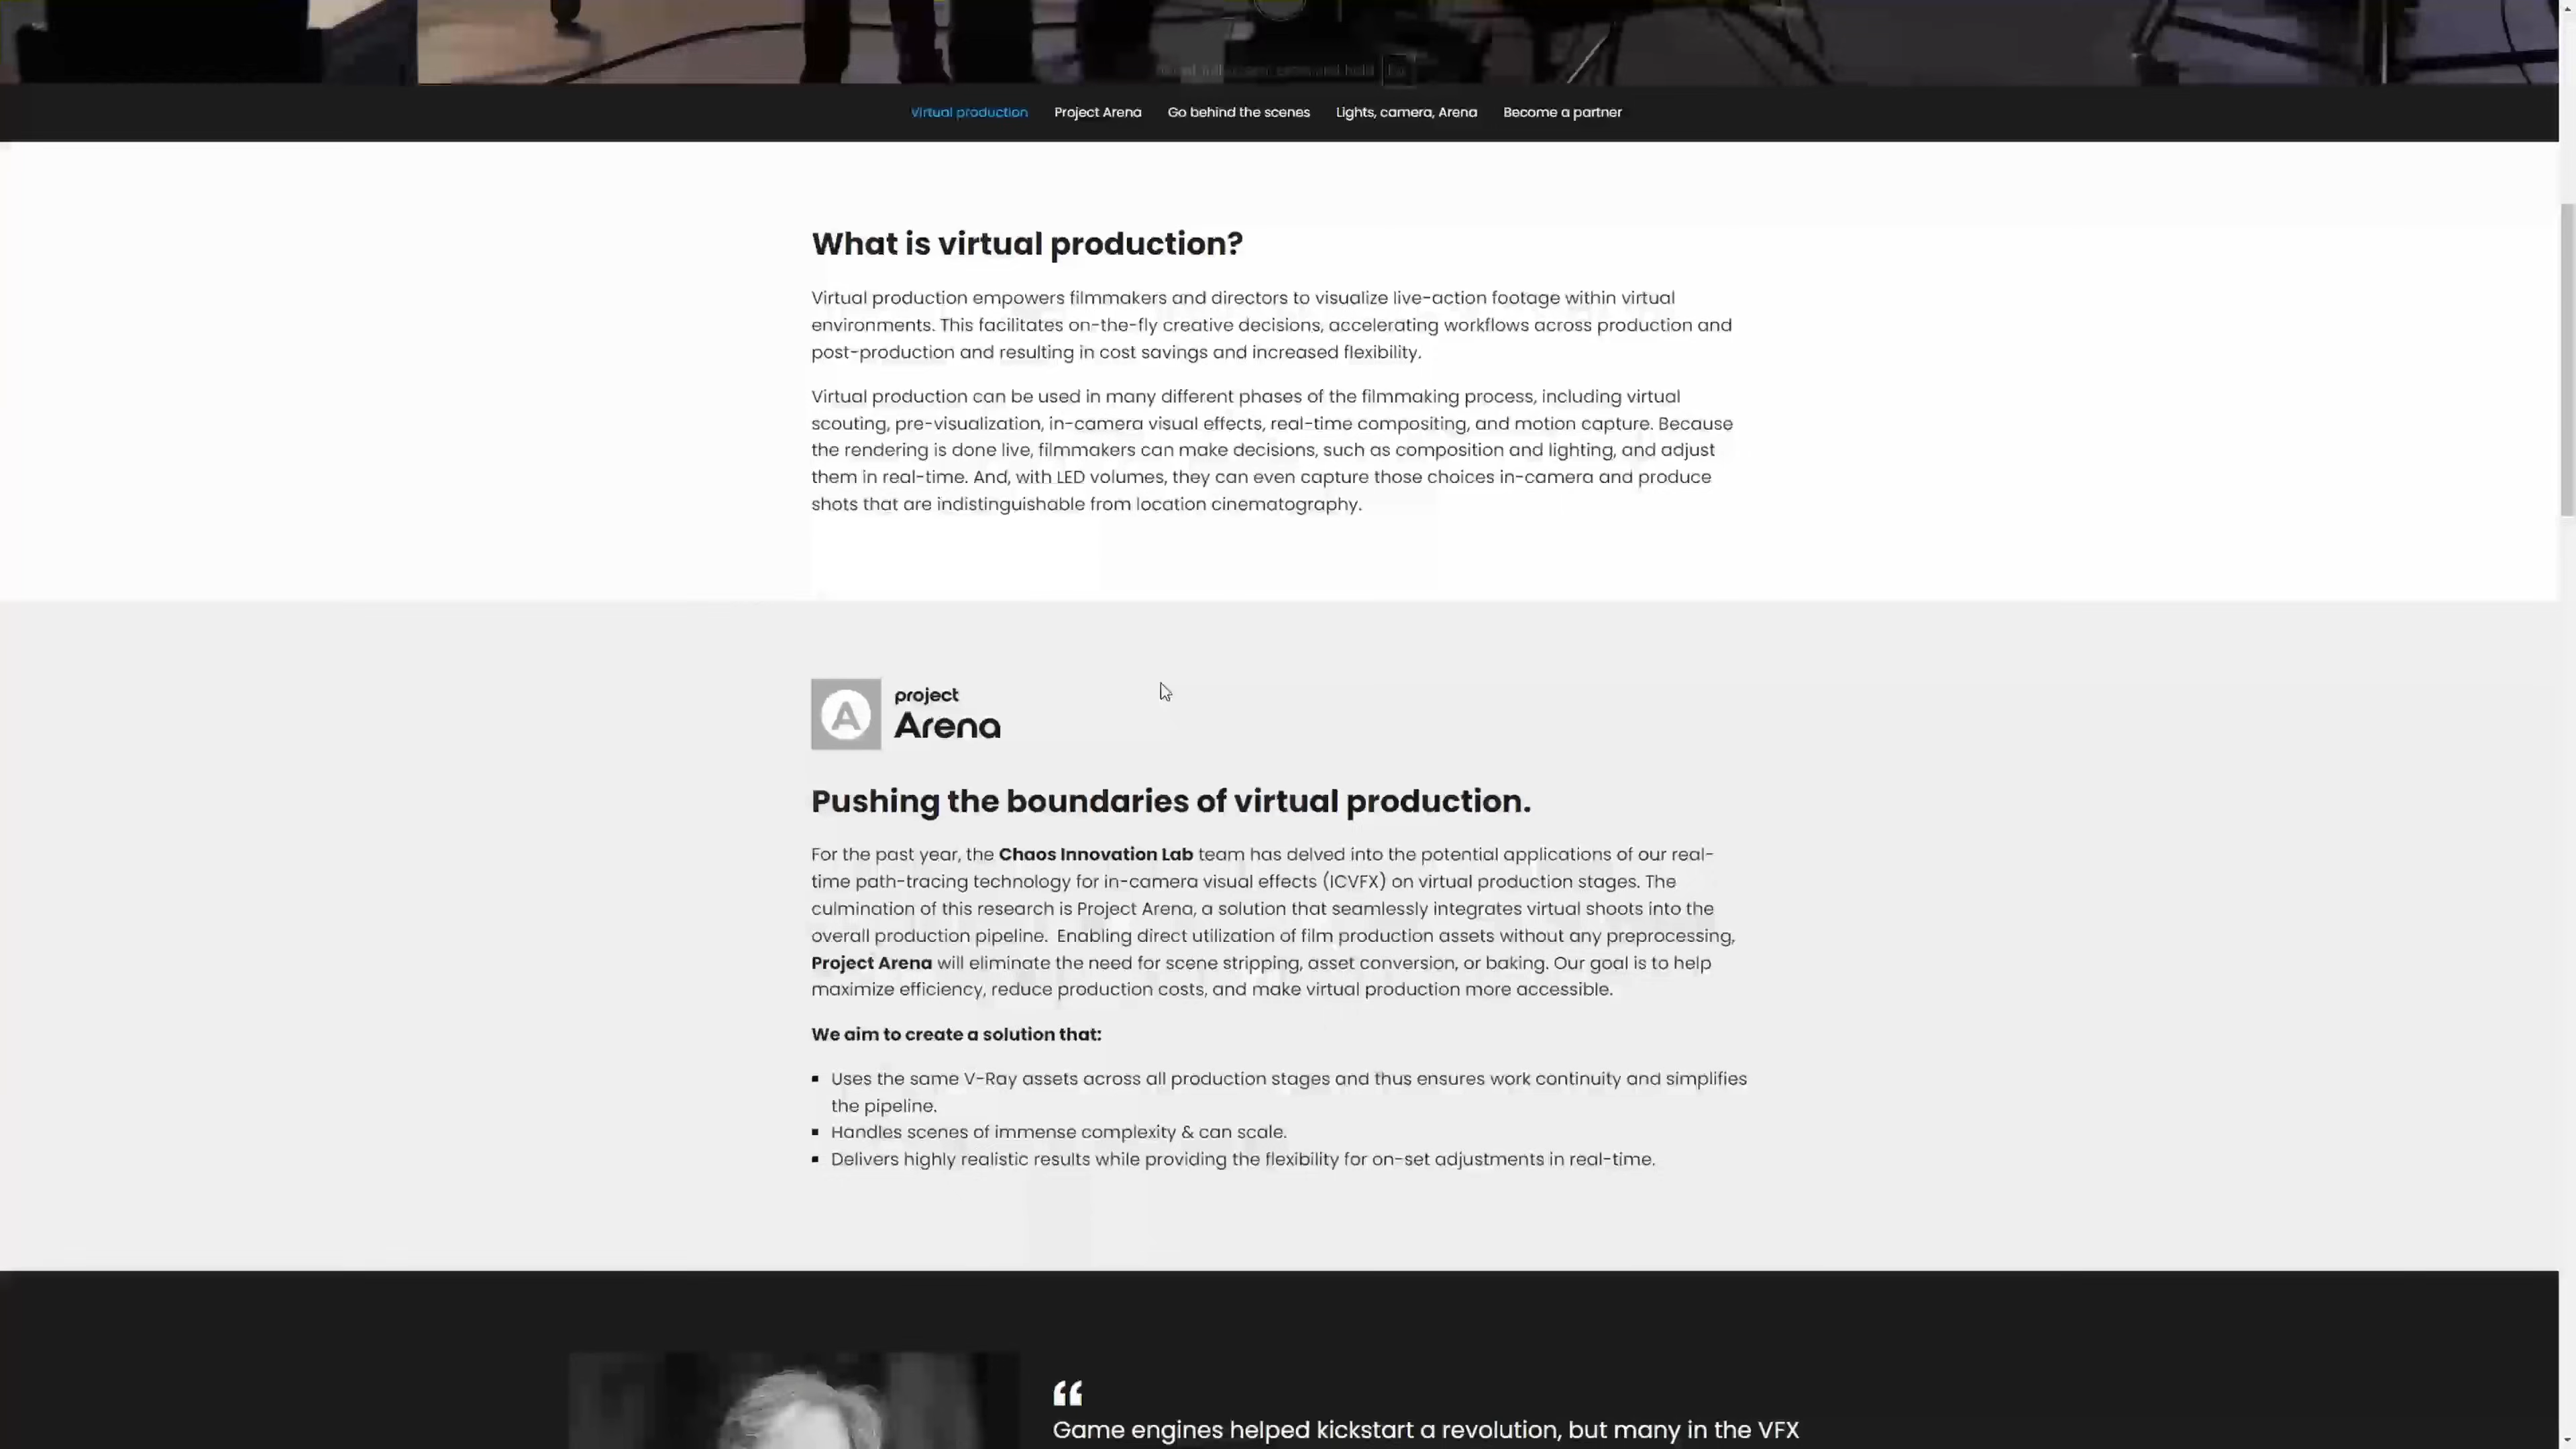 Virtual production Project Arena Go behind the scenes Lights, camera, Arena Become a partner
What is virtual production?
Virtual production empowers filmmakers and directors to visualize live-action footage within virtual
environments. This facilitates on-the-fly creative decisions, accelerating workflows across production and
post-production and resulting in cost savings and increased flexibility.
Virtual production can be used in many different phases of the filmmaking process, including virtual
scouting, pre-visualization, in-camera visual effects, real-time compositing, and motion capture. Because
the rendering is done live, filmmakers can make decisions, such as composition and lighting, and adjust
them in real-time. And, with LED volumes, they can even capture those choices in-camera and produce
shots that are indistinguishable from location cinematography.
A
project
Arena
Pushing the boundaries of virtual production.
For the past year, the Chaos Innovation Lab team has delved into the potential applications of our real-
time path-tracing technology for in-camera visual effects (ICVFX) on virtual production stages. The
culmination of this research is Project Arena, a solution that seamlessly integrates virtual shoots into the
overall production pipeline. Enabling direct utilization of film production assets without any preprocessing,
Project Arena will eliminate the need for scene stripping, asset conversion, or baking. Our goal is to help
maximize efficiency, reduce production costs, and make virtual production more accessible.
We aim to create a solution that:
▪ Uses the same V-Ray assets across all production stages and thus ensures work continuity and simplifies
the pipeline.
▪ Handles scenes of immense complexity & can scale.
▪ Delivers highly realistic results while providing the flexibility for on-set adjustments in real-time.
“
Game engines helped kickstart a revolution, but many in the VFX